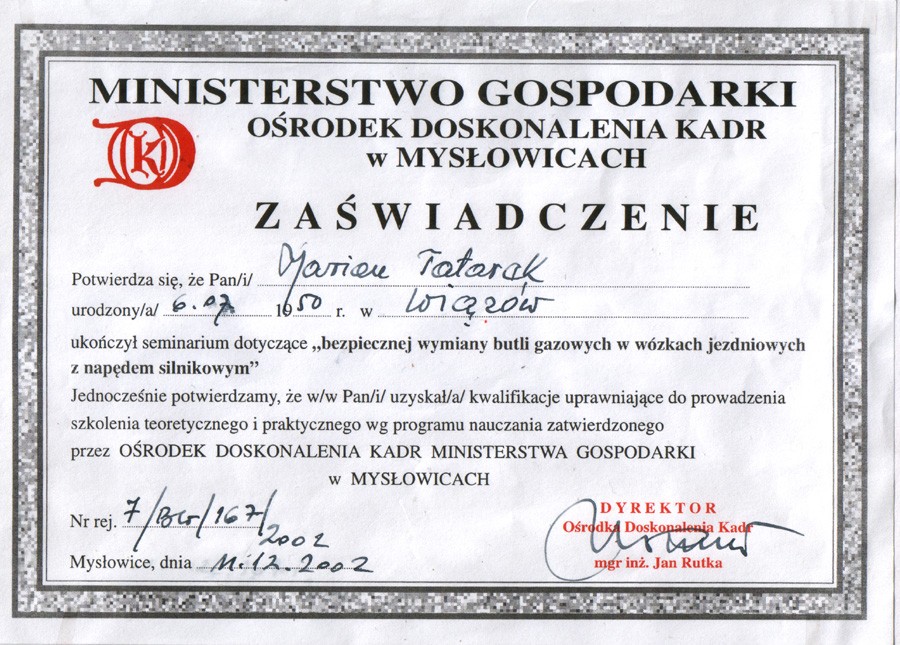 MINISTERSTWO GOSPODARKI
OŚRODEK DOSKONALENIA KADR
w MYSŁOWICACH
DKJ
ZAŚWIADCZENIE
Potwierdza się, że Pan/i/ Marian Tatarak
urodzony/a/ 6.07. 1950 r. w Wiązów
ukończył seminarium dotyczące „bezpiecznej wymiany butli gazowych w wózkach jezdniowych
z napędem silnikowym”
Jednocześnie potwierdzamy, że w/w Pan/i/ uzyskał/a/ kwalifikacje uprawniające do prowadzenia
szkolenia teoretycznego i praktycznego wg programu nauczania zatwierdzonego
przez OŚRODEK DOSKONALENIA KADR MINISTERSTWA GOSPODARKI
w MYSŁOWICACH
Nr rej. 7/BW/167/2002
Mysłowice, dnia 11.12.2002
DYREKTOR
Ośrodka Doskonalenia Kadr
mgr inż. Jan Rutka